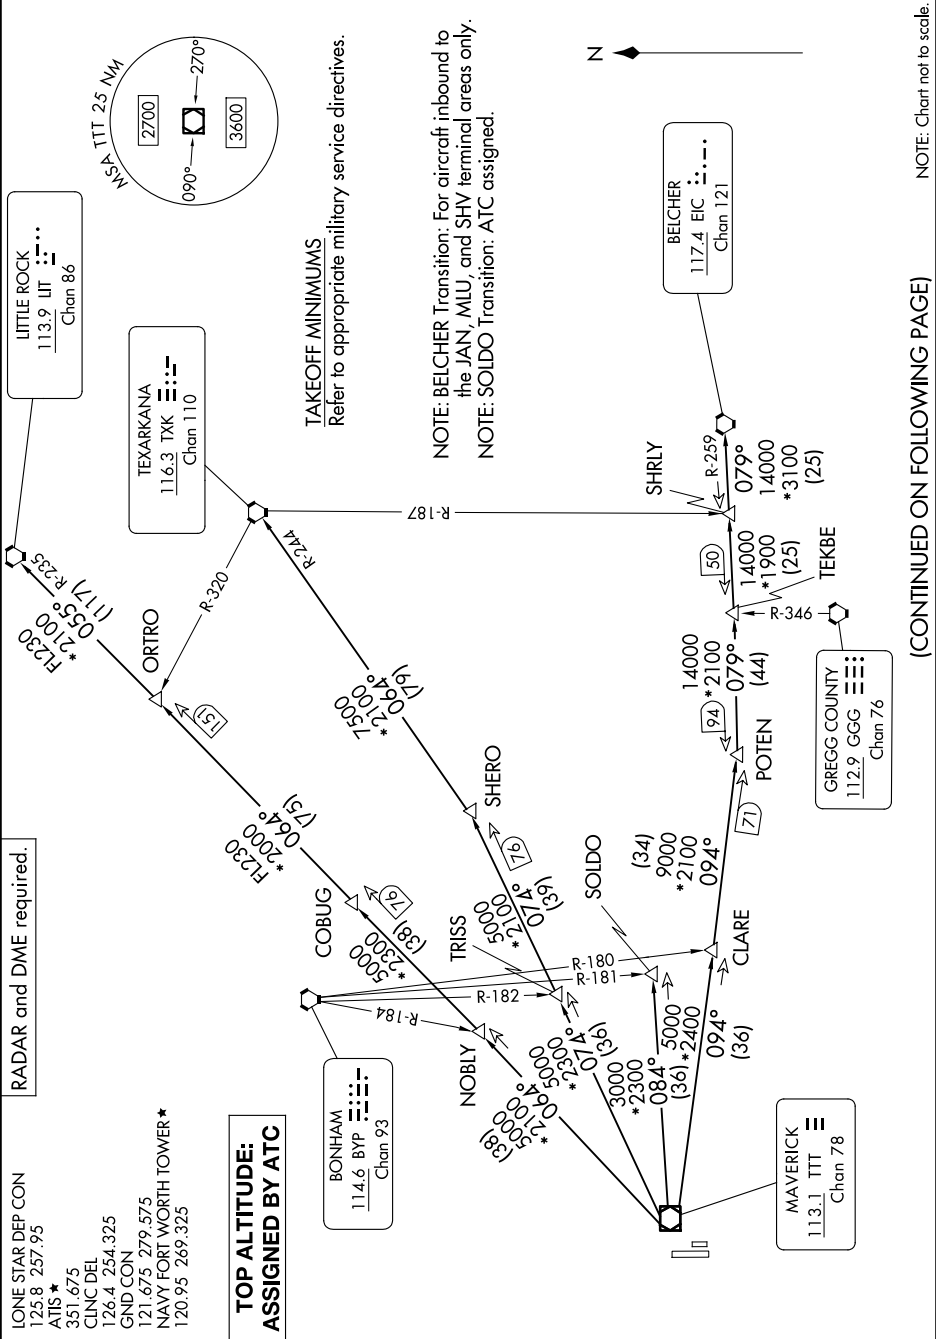 LONE STAR DEP CON
125.8 257.95
ATIS ★
351.675
CLNC DEL
126.4 254.325
GND CON
121.675 279.575
NAVY FORT WORTH TOWER★
120.95 269.325
RADAR and DME required.
TOP ALTITUDE:
ASSIGNED BY ATC
LITTLE ROCK
113.9 LIT
Chan 86
MSA TTT 25 NM
2700
090°
270°
3600
TEXARKANA
116.3 TXK
Chan 110
TAKEOFF MINIMUMS
Refer to appropriate military service directives.
NOTE: BELCHER Transition: For aircraft inbound to
the JAN, MLU, and SHV terminal areas only.
NOTE: SOLDO Transition: ATC assigned.
N
BELCHER
117.4 EIC
Chan 121
BONHAM
114.6 BYP
Chan 93
MAVERICK
113.1 TTT
Chan 78
GREGG COUNTY
112.9 GGG
Chan 76
R-235
FL230
*2100
055°
(117)
ORTRO
R-320
151
FL230
*2000
064°
(75)
COBUG
76
5000
*2300
(38)
NOBLY
R-184
(38)
5000
*2100
064°
R-244
7500
*2100
064°
(79)
SHERO
76
5000
*2100
074°
(39)
TRISS
R-182
5000
*2300
074°
(36)
SOLDO
R-181
3000
*2300
084°
(36)
R-180
CLARE
5000
*2400
094°
(36)
(34)
9000
*2100
094°
71
POTEN
94
14000
*2100
079°
(44)
TEKBE
R-346
50
14000
*1900
(25)
SHRLY
R-187
R-259
079°
14000
*3100
(25)
(CONTINUED ON FOLLOWING PAGE)
NOTE: Chart not to scale.